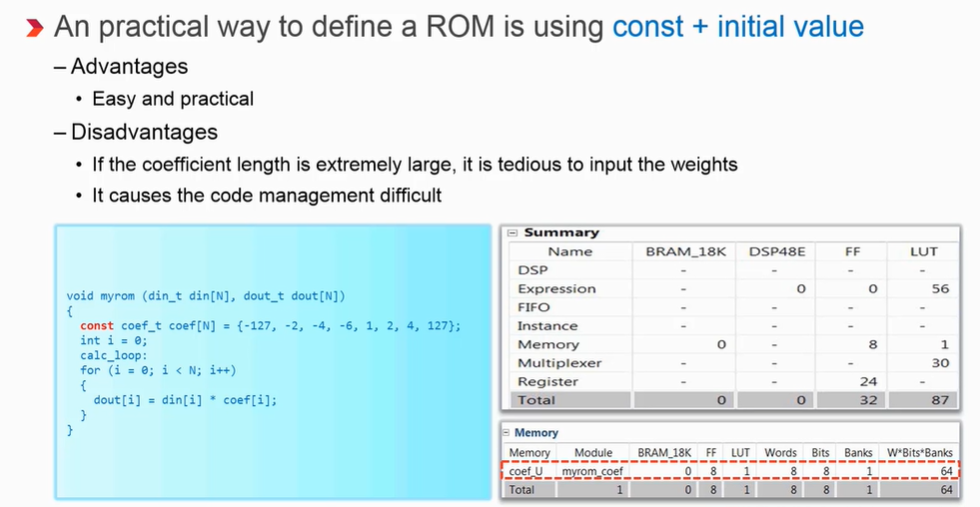 An practical way to define a ROM is using const + initial value
– Advantages
• Easy and practical
– Disadvantages
• If the coefficient length is extremely large, it is tedious to input the weights
• It causes the code management difficult
void myrom (din_t din[N], dout_t dout[N])
{
const coef_t coef[N] = {-127, -2, -4, -6, 1, 2, 4, 127};
int i = 0;
calc_loop:
for (i = 0; i < N; i++)
{
dout[i] = din[i] * coef[i];
}
}
Summary
Name BRAM_18K DSP48E FF LUT
DSP - - - -
Expression - 0 0 56
FIFO - - - -
Instance - - - -
Memory 0 - 8 1
Multiplexer - - - 30
Register - - 24 -
Total 0 0 32 87
Memory
Memory Module BRAM_18K FF LUT Words Bits Banks W*Bits*Banks
coef_U myrom_coef 0 8 1 8 8 1 64
Total 1 0 8 1 8 8 1 64